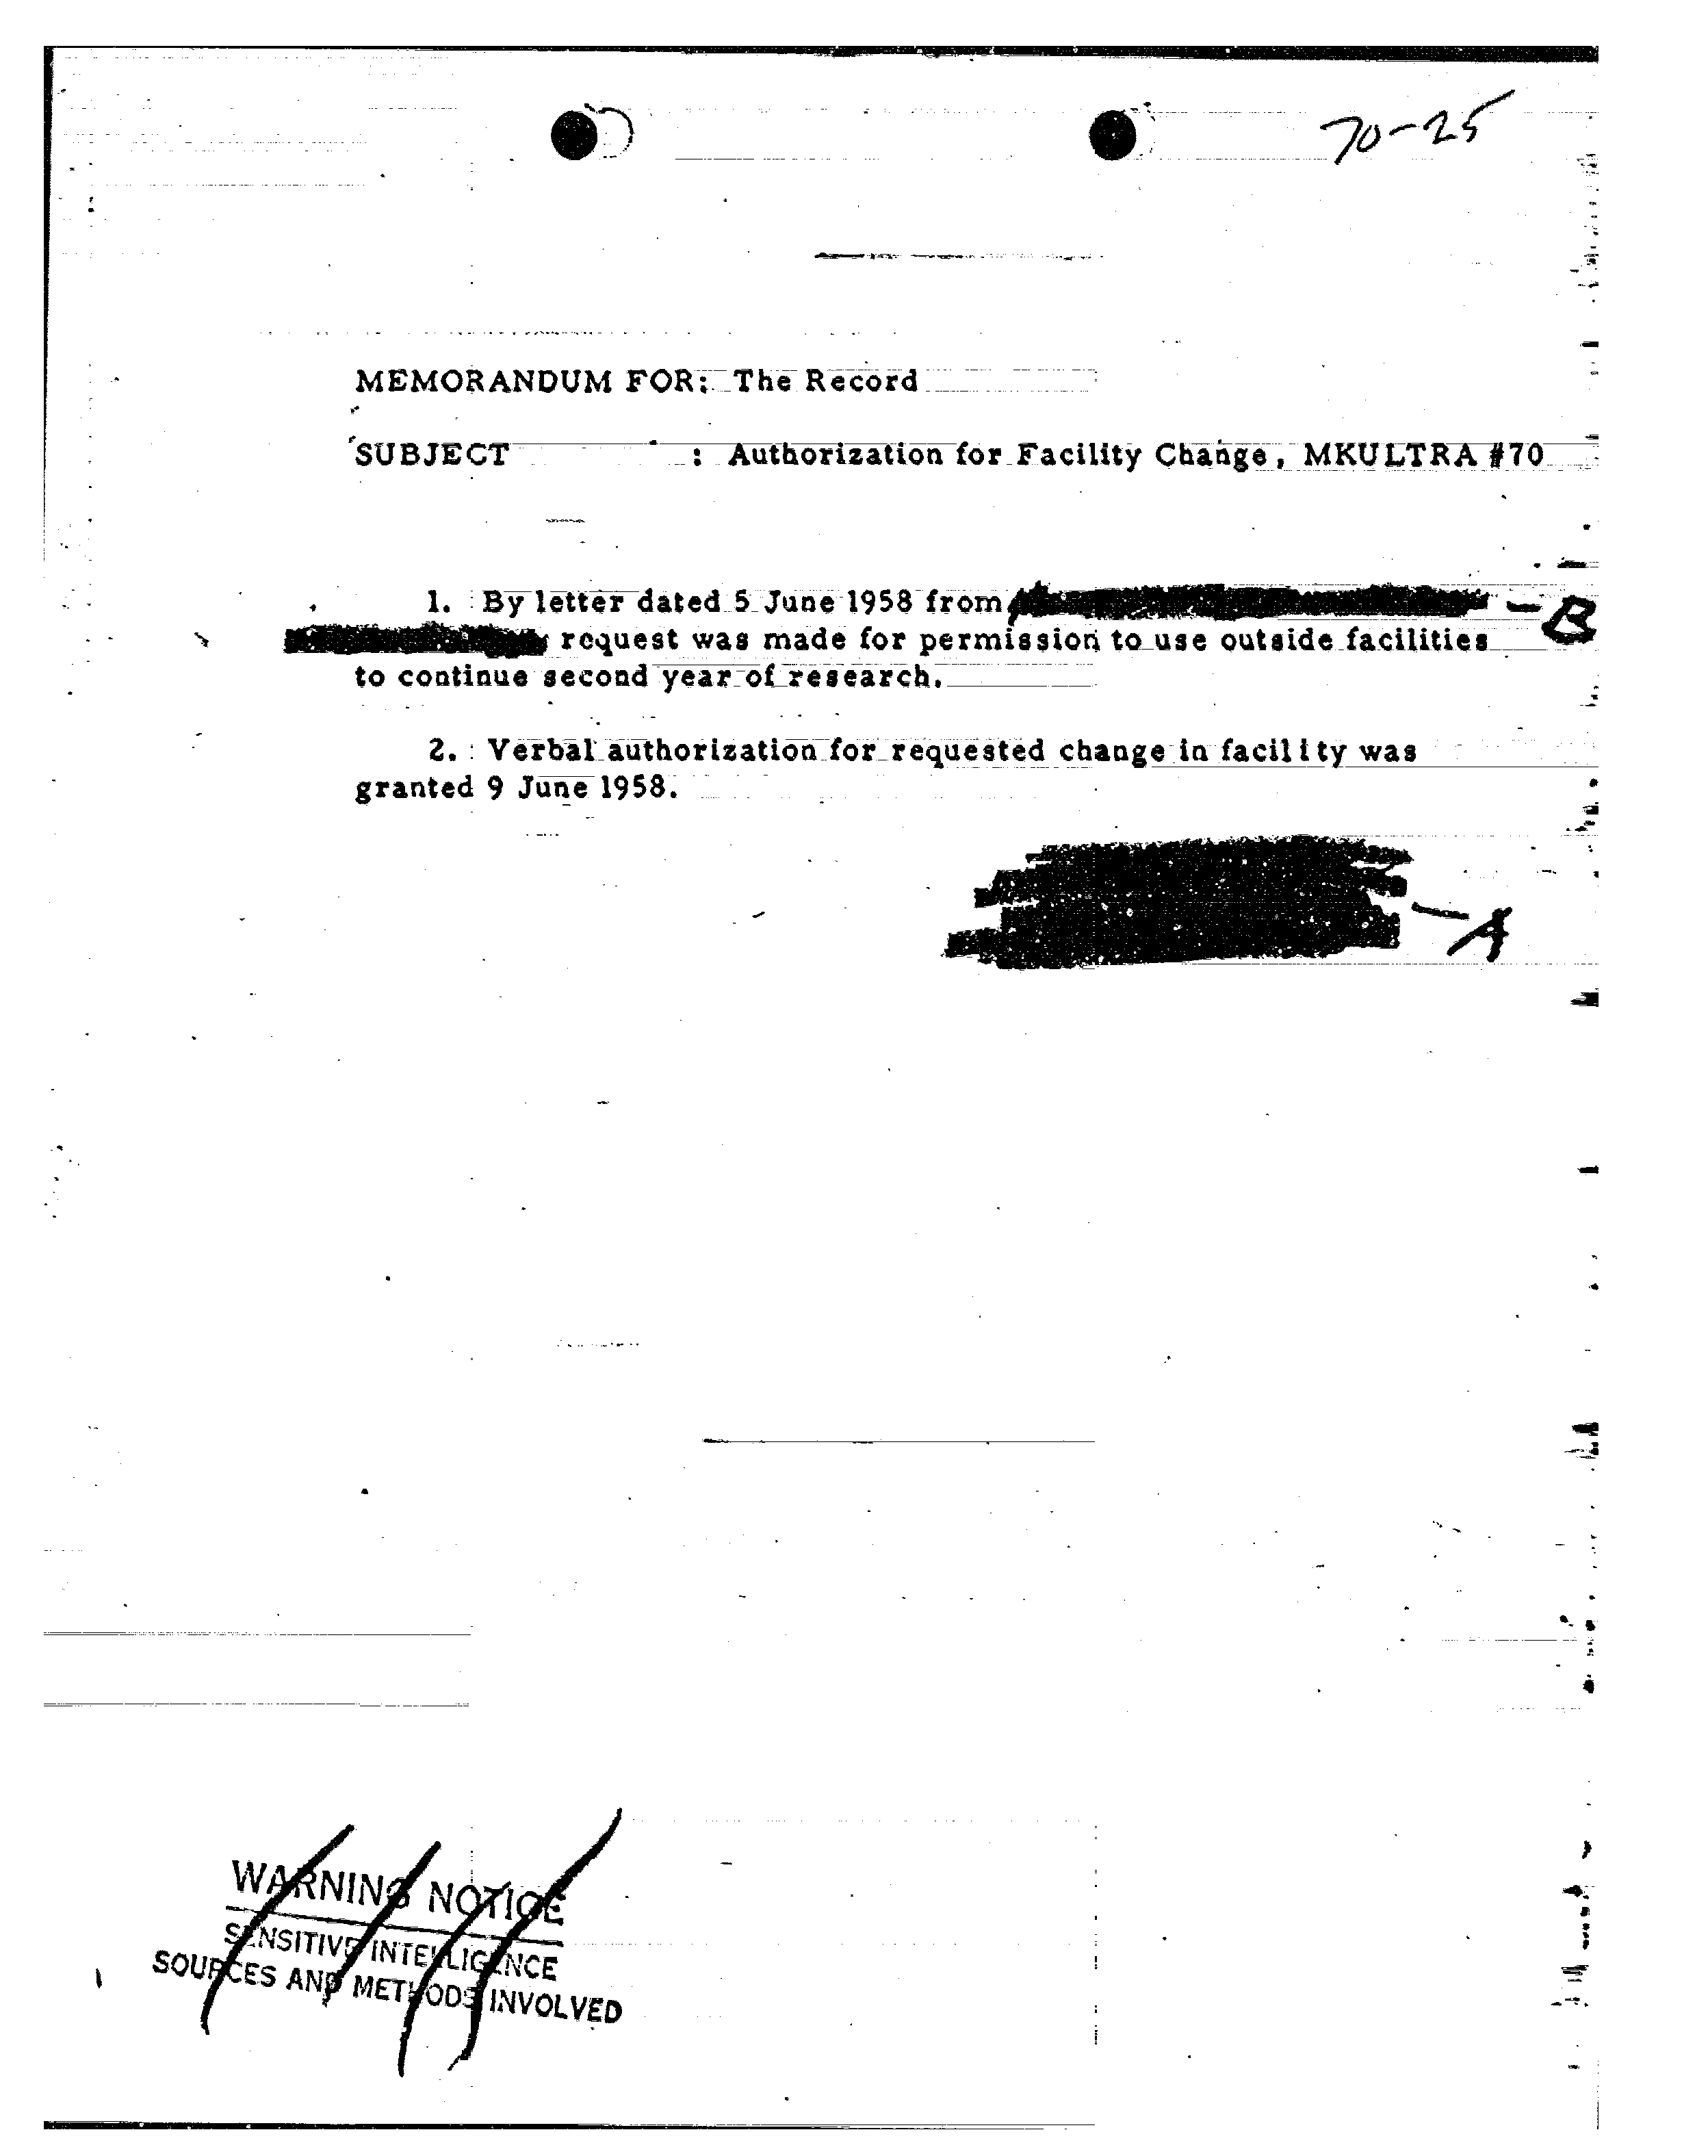 70-25
MEMORANDUM FOR: The Record
SUBJECT : Authorization for Facility Change, MKULTRA #70
1. By letter dated 5 June 1958 from - B
request was made for permission to use outside facilities
to continue second year of research.
2. Verbal authorization for requested change in facility was
granted 9 June 1958.
- A
WARNING NOTICE
SENSITIVE INTELLIGENCE
SOURCES AND METHODS INVOLVED